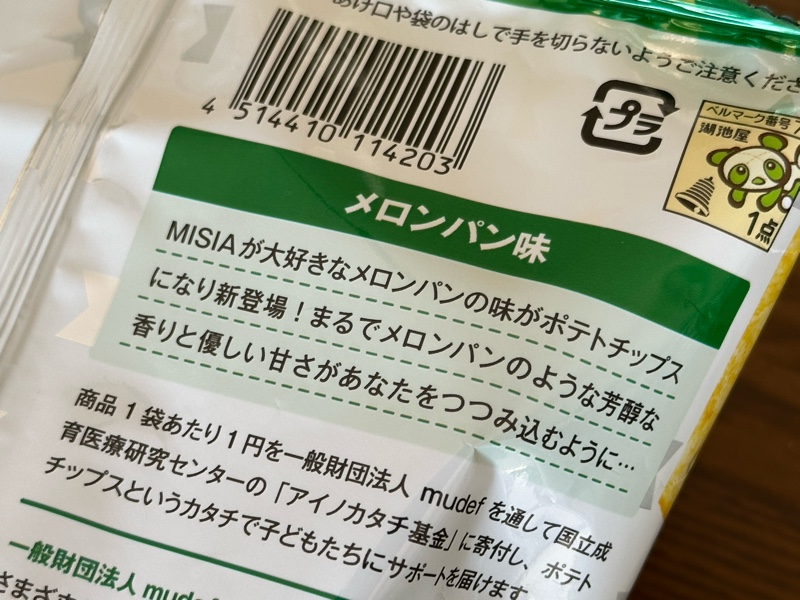 あけ口や袋のはしで手を切らないようご注意くださ
4 514410 114203
プラ
ベルマーク番号
湖池屋
1点
メロンパン味
MISIAが大好きなメロンパンの味がポテトチップス
になり新登場！まるでメロンパンのような芳醇な
香りと優しい甘さがあなたをつつみ込むように…
商品1袋あたり1円を一般財団法人 mudef を通して国立成
育医療研究センターの「アイノカタチ基金」に寄付し、ポテト
チップスというカタチで子どもたちにサポートを届けます
一般財団法人mudef
さまざま